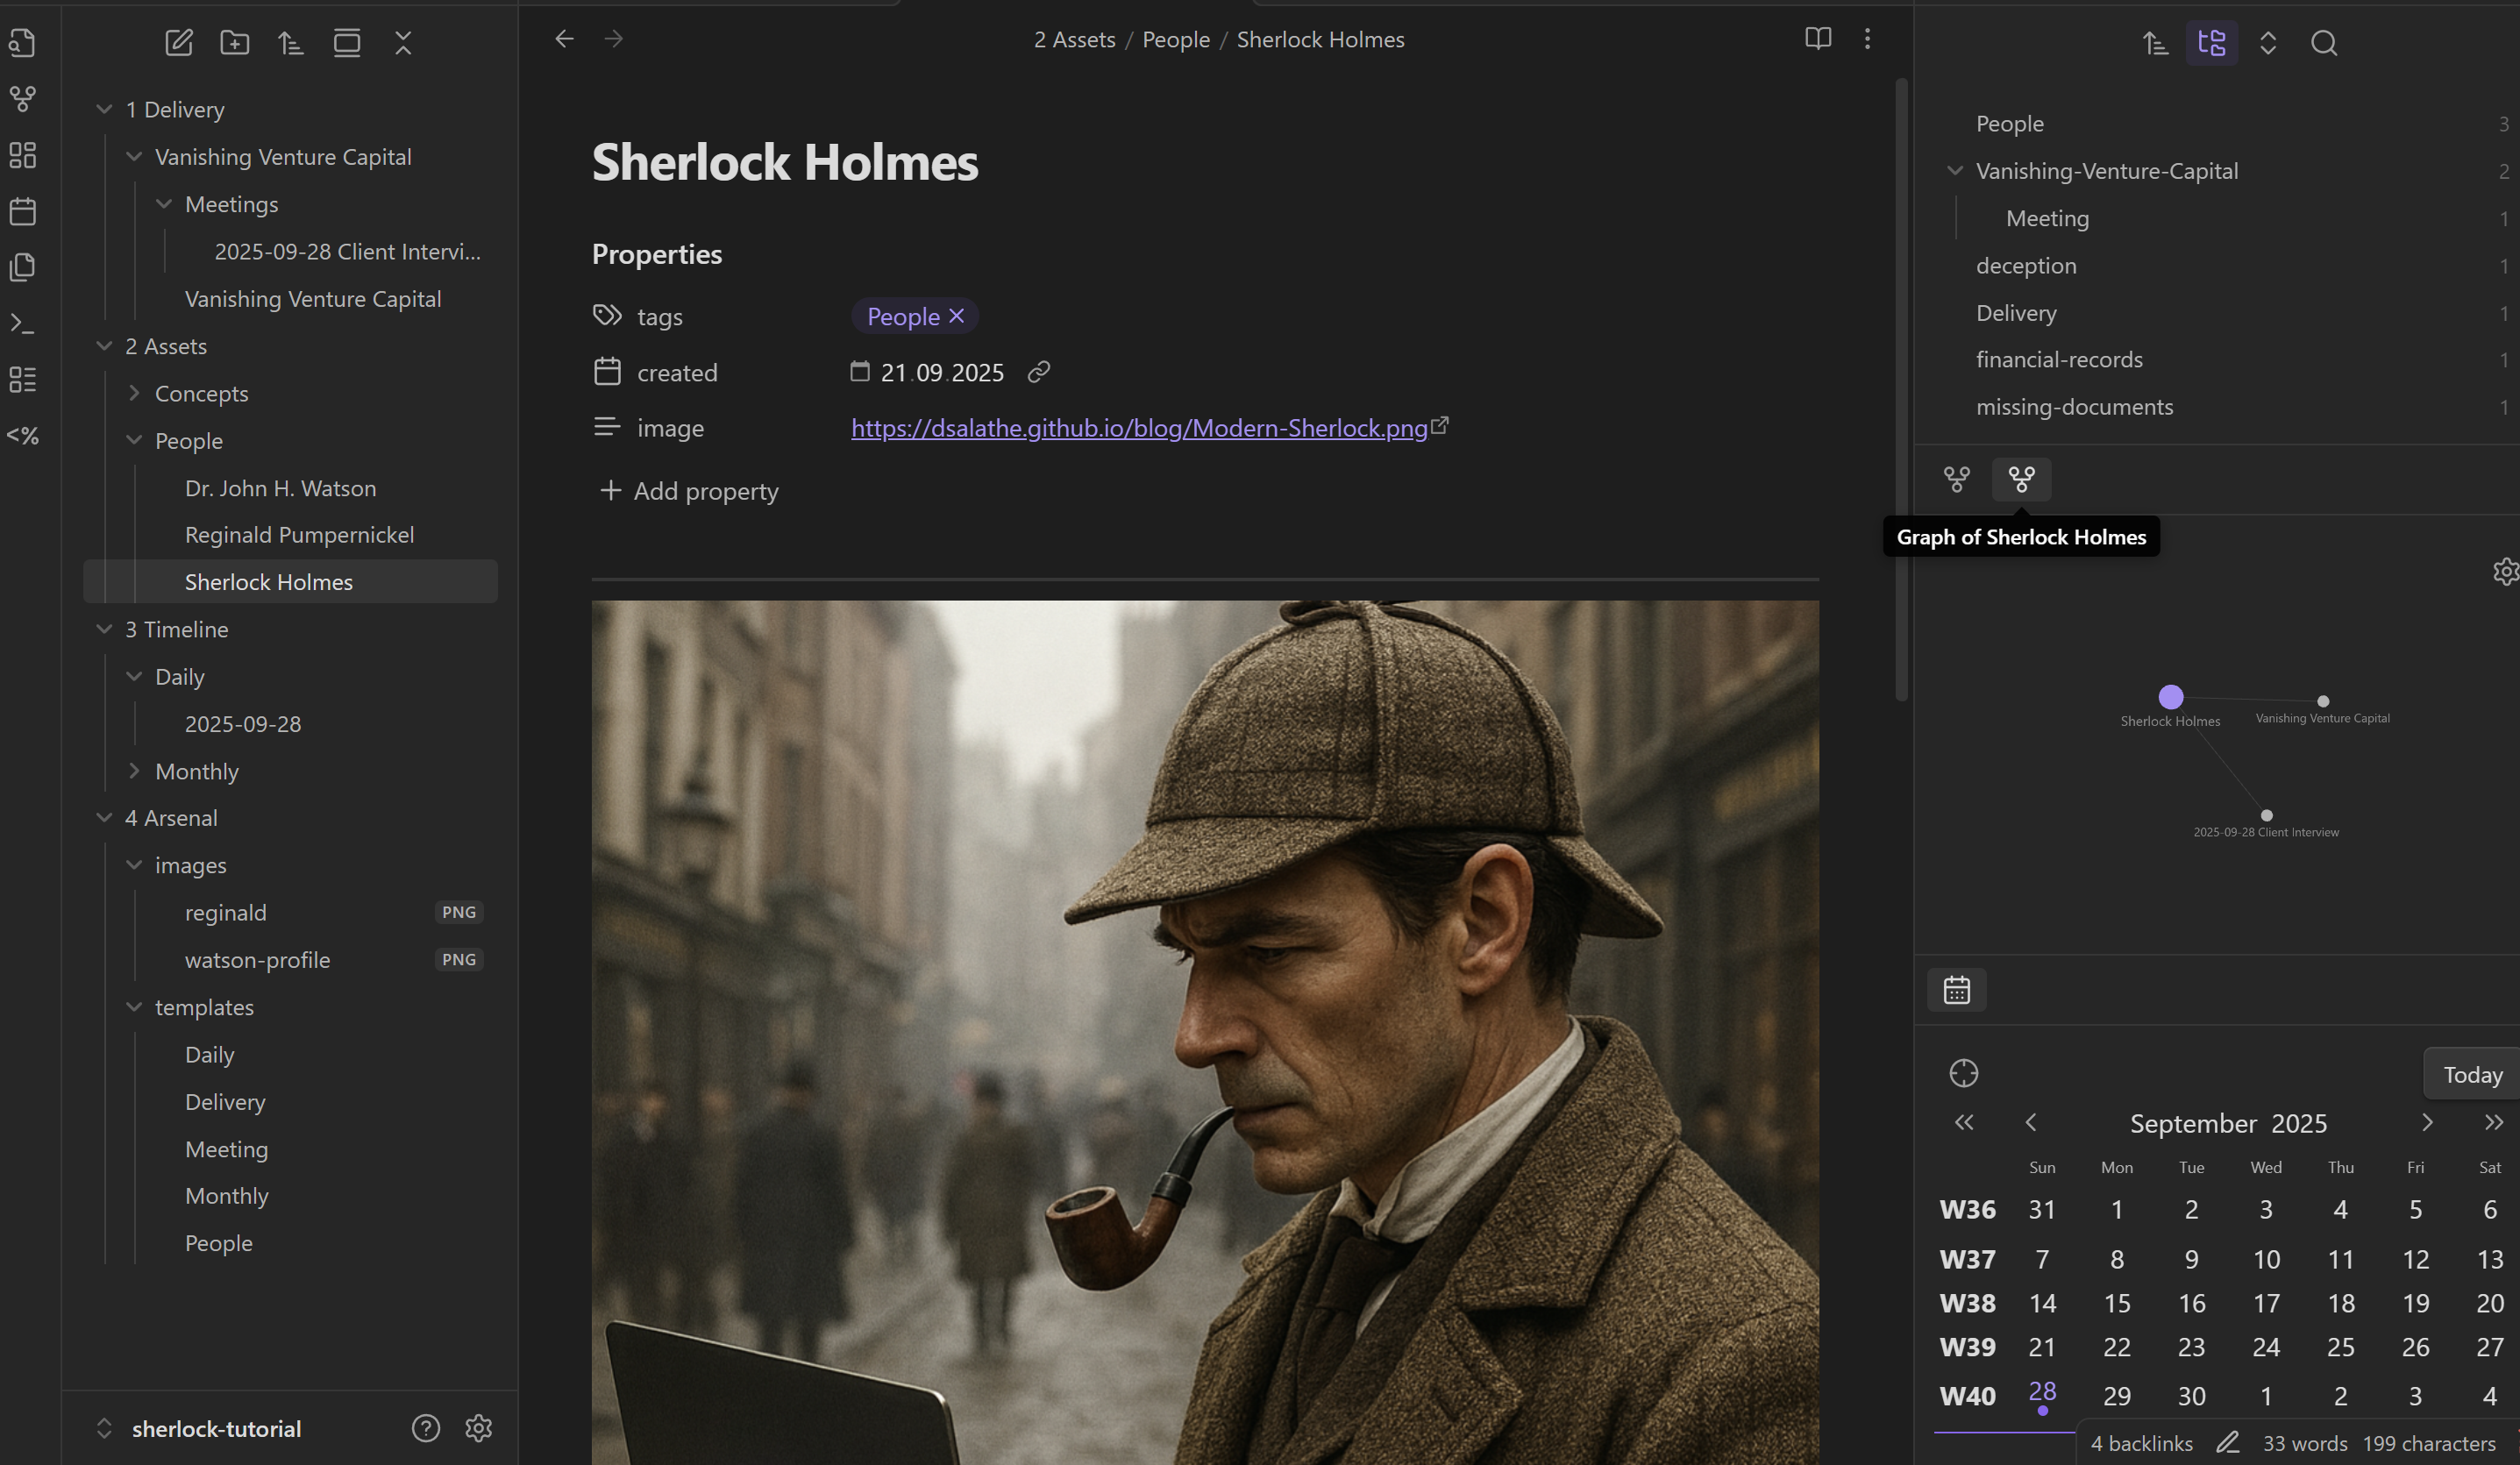 1 Delivery
Vanishing Venture Capital
Meetings
2025-09-28 Client Intervi...
Vanishing Venture Capital
2 Assets
Concepts
People
Dr. John H. Watson
Reginald Pumpernickel
Sherlock Holmes
3 Timeline
Daily
2025-09-28
Monthly
4 Arsenal
images
reginald PNG
watson-profile PNG
templates
Daily
Delivery
Meeting
Monthly
People
sherlock-tutorial
<%
2 Assets / People / Sherlock Holmes
Sherlock Holmes
Properties
tags People
created 21.09.2025
image https://dsalathe.github.io/blog/Modern-Sherlock.png
Add property
People 3
Vanishing-Venture-Capital 2
Meeting 1
deception 1
Delivery 1
financial-records 1
missing-documents 1
Graph of Sherlock Holmes
Sherlock Holmes
Vanishing Venture Capital
2025-09-28 Client Interview
Today
September 2025
Sun Mon Tue Wed Thu Fri Sat
W36 31 1 2 3 4 5 6
W37 7 8 9 10 11 12 13
W38 14 15 16 17 18 19 20
W39 21 22 23 24 25 26 27
W40 28 29 30 1 2 3 4
4 backlinks 33 words 199 characters